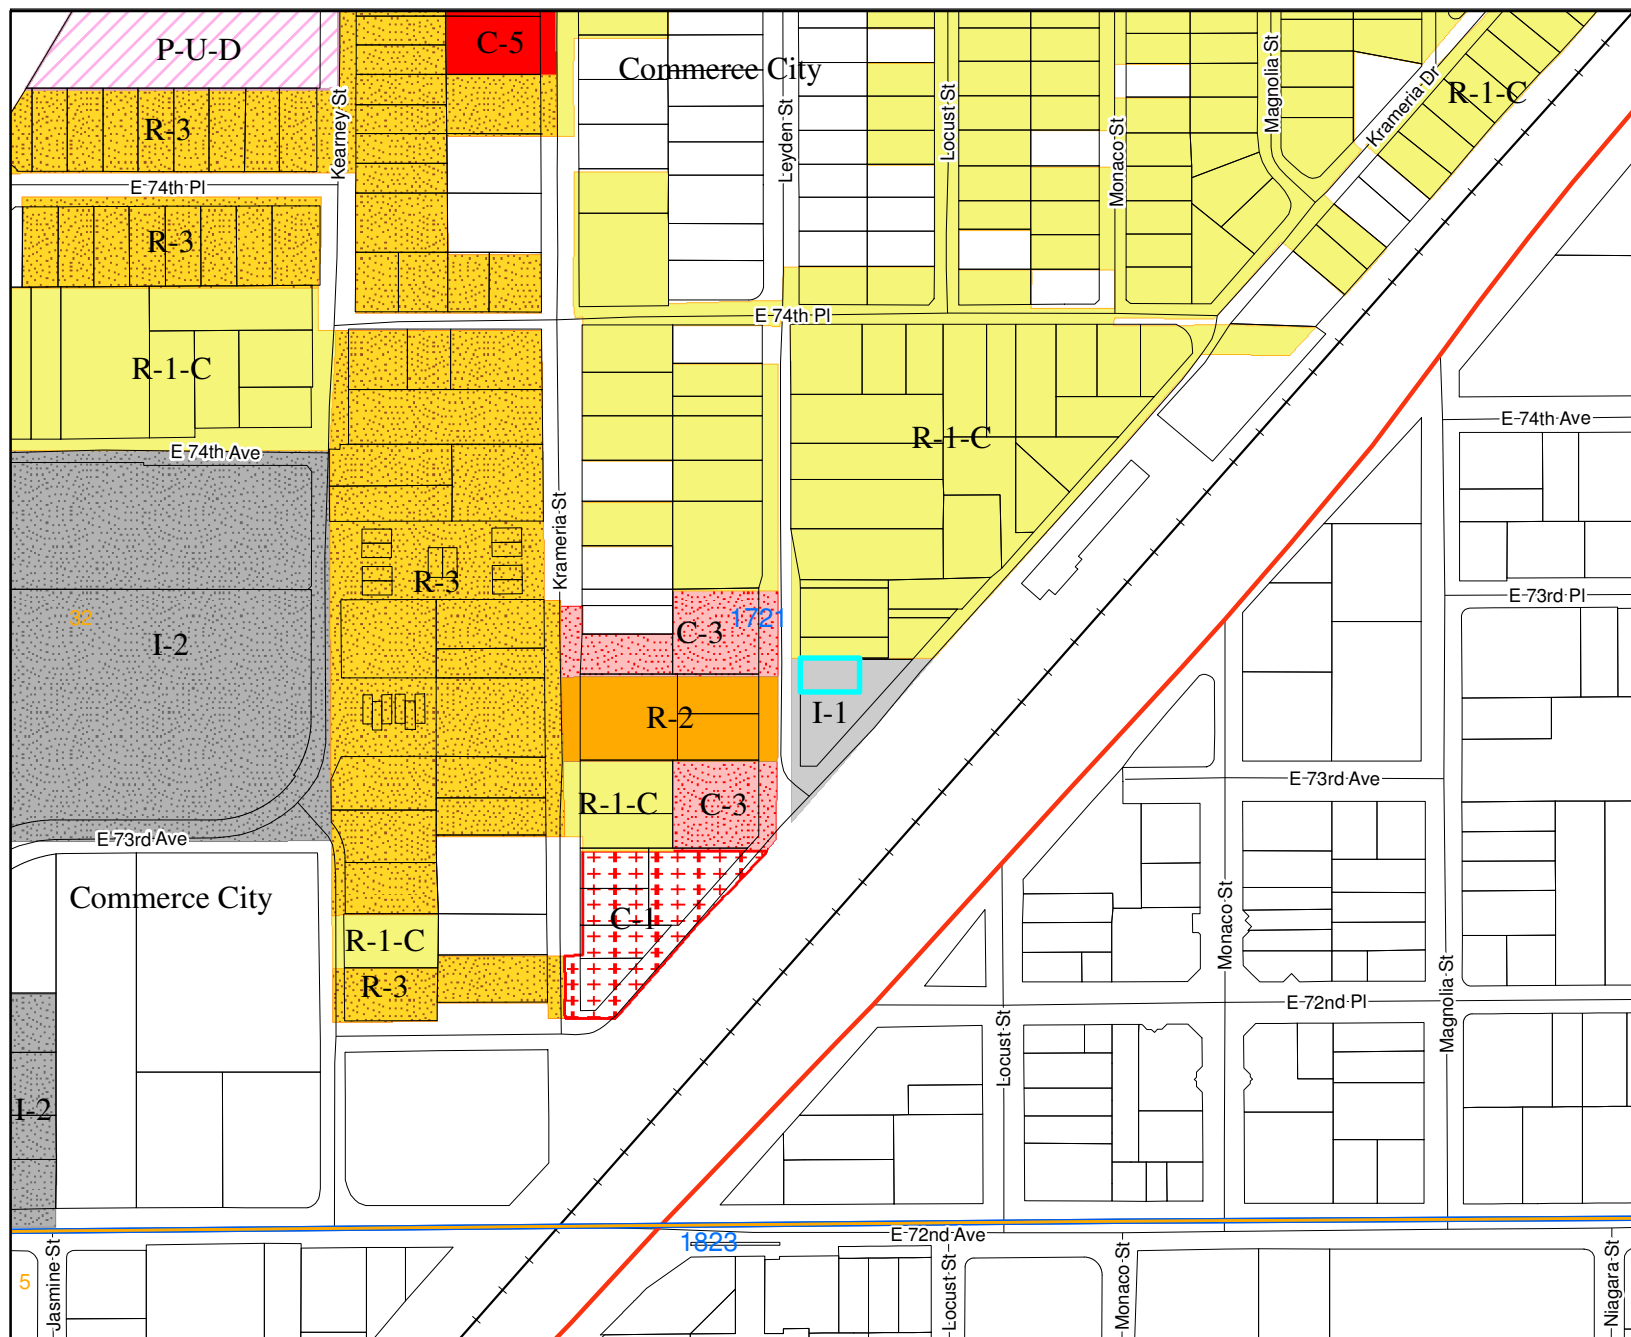 P-U-D
C-5
Commerce City
R-1-C
Magnolia St
Krameria Dr
Kearney St
Leyden St
Locust St
Monaco St
R-3
E 74th Pl
R-3
E 74th Pl
R-1-C
R-1-C
E 74th Ave
E 74th Ave
Krameria St
R-3
E 73rd Pl
32
1721
C-3
I-2
R-2
I-1
E 73rd Ave
R-1-C
C-3
E 73rd Ave
Commerce City
C-1
R-1-C
Monaco St
R-3
E 72nd Pl
Magnolia St
Locust St
I-2
E 72nd Ave
1823
5
Jasmine St
Locust St
Monaco St
Niagara St